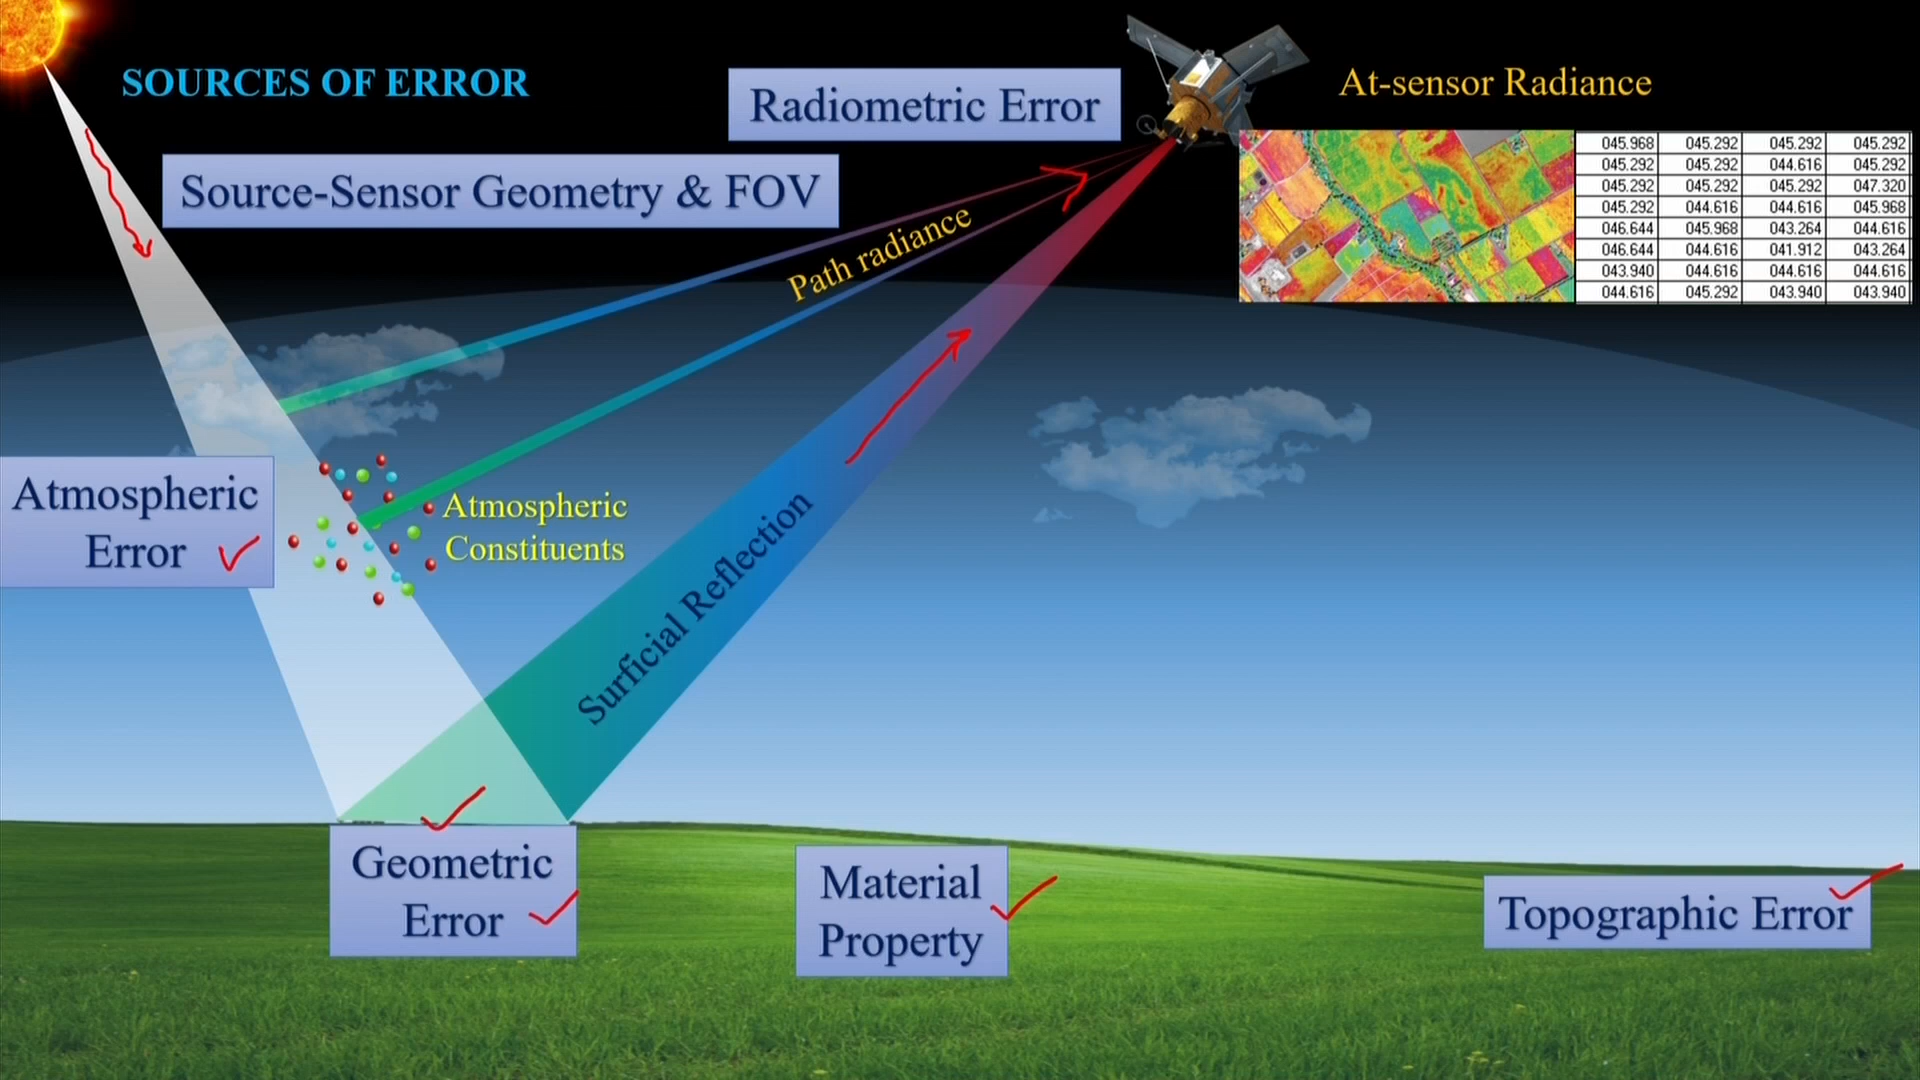 SOURCES OF ERROR
Radiometric Error
At-sensor Radiance
Source-Sensor Geometry & FOV
045.968 045.292 045.292 045.292
045.292 045.292 044.616 045.292
045.292 045.292 045.292 047.320
045.292 044.616 044.616 045.968
046.644 045.968 043.264 044.616
046.644 044.616 041.912 043.264
043.940 044.616 044.616 044.616
044.616 045.292 043.940 043.940
Path radiance
Atmospheric
Error
Atmospheric
Constituents
Surficial Reflection
Geometric
Error
Material
Property
Topographic Error